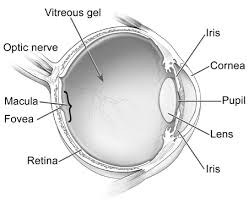 Vitreous gel
Optic nerve
Macula
Fovea
Retina
Iris
Cornea
Pupil
Lens
Iris